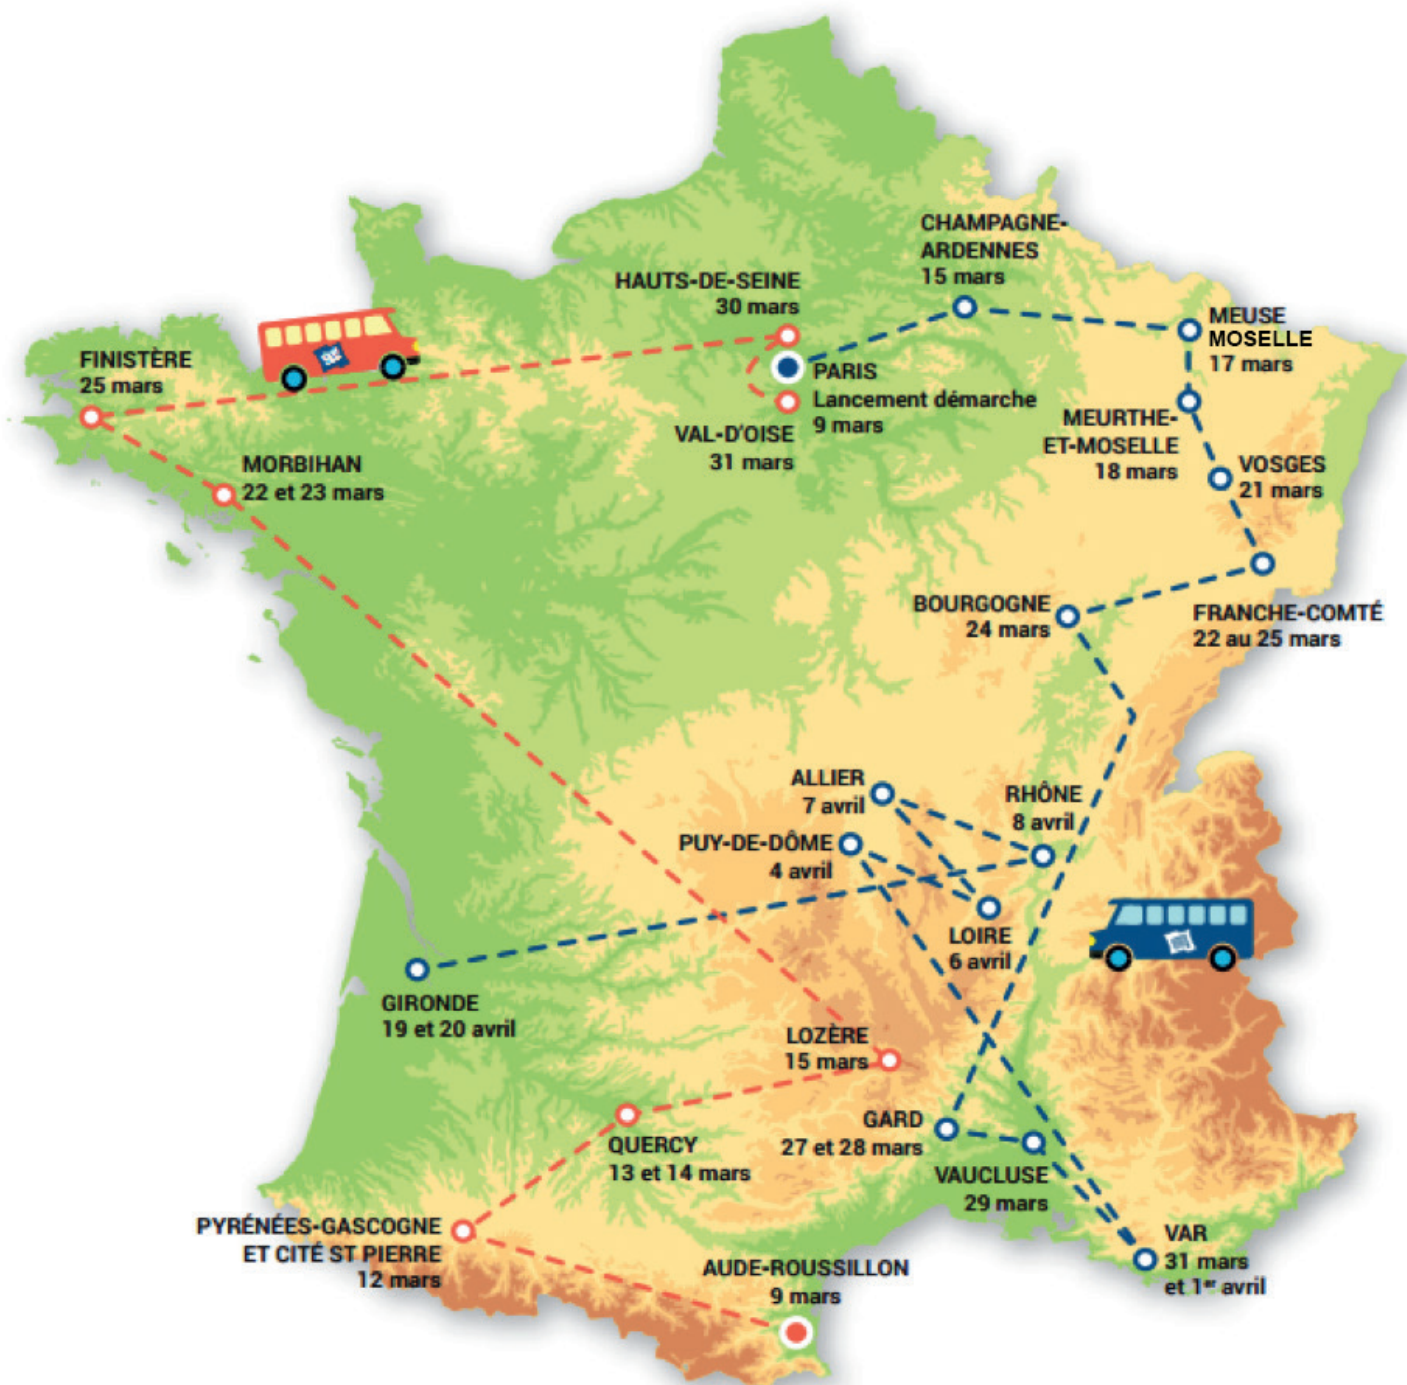 CHAMPAGNE-
ARDENNES
15 mars
HAUTS-DE-SEINE
30 mars
MEUSE
MOSELLE
17 mars
FINISTÈRE
25 mars
PARIS
Lancement démarche
9 mars
VAL-D'OISE
31 mars
MEURTHE-
ET-MOSELLE
18 mars
MORBIHAN
22 et 23 mars
VOSGES
21 mars
BOURGOGNE
24 mars
FRANCHE-COMTÉ
22 au 25 mars
ALLIER
7 avril
RHÔNE
8 avril
PUY-DE-DÔME
4 avril
LOIRE
6 avril
GIRONDE
19 et 20 avril
LOZÈRE
15 mars
GARD
27 et 28 mars
QUERCY
13 et 14 mars
VAUCLUSE
29 mars
PYRÉNÉES-GASCOGNE
ET CITÉ ST PIERRE
12 mars
VAR
31 mars
et 1er avril
AUDE-ROUSSILLON
9 mars